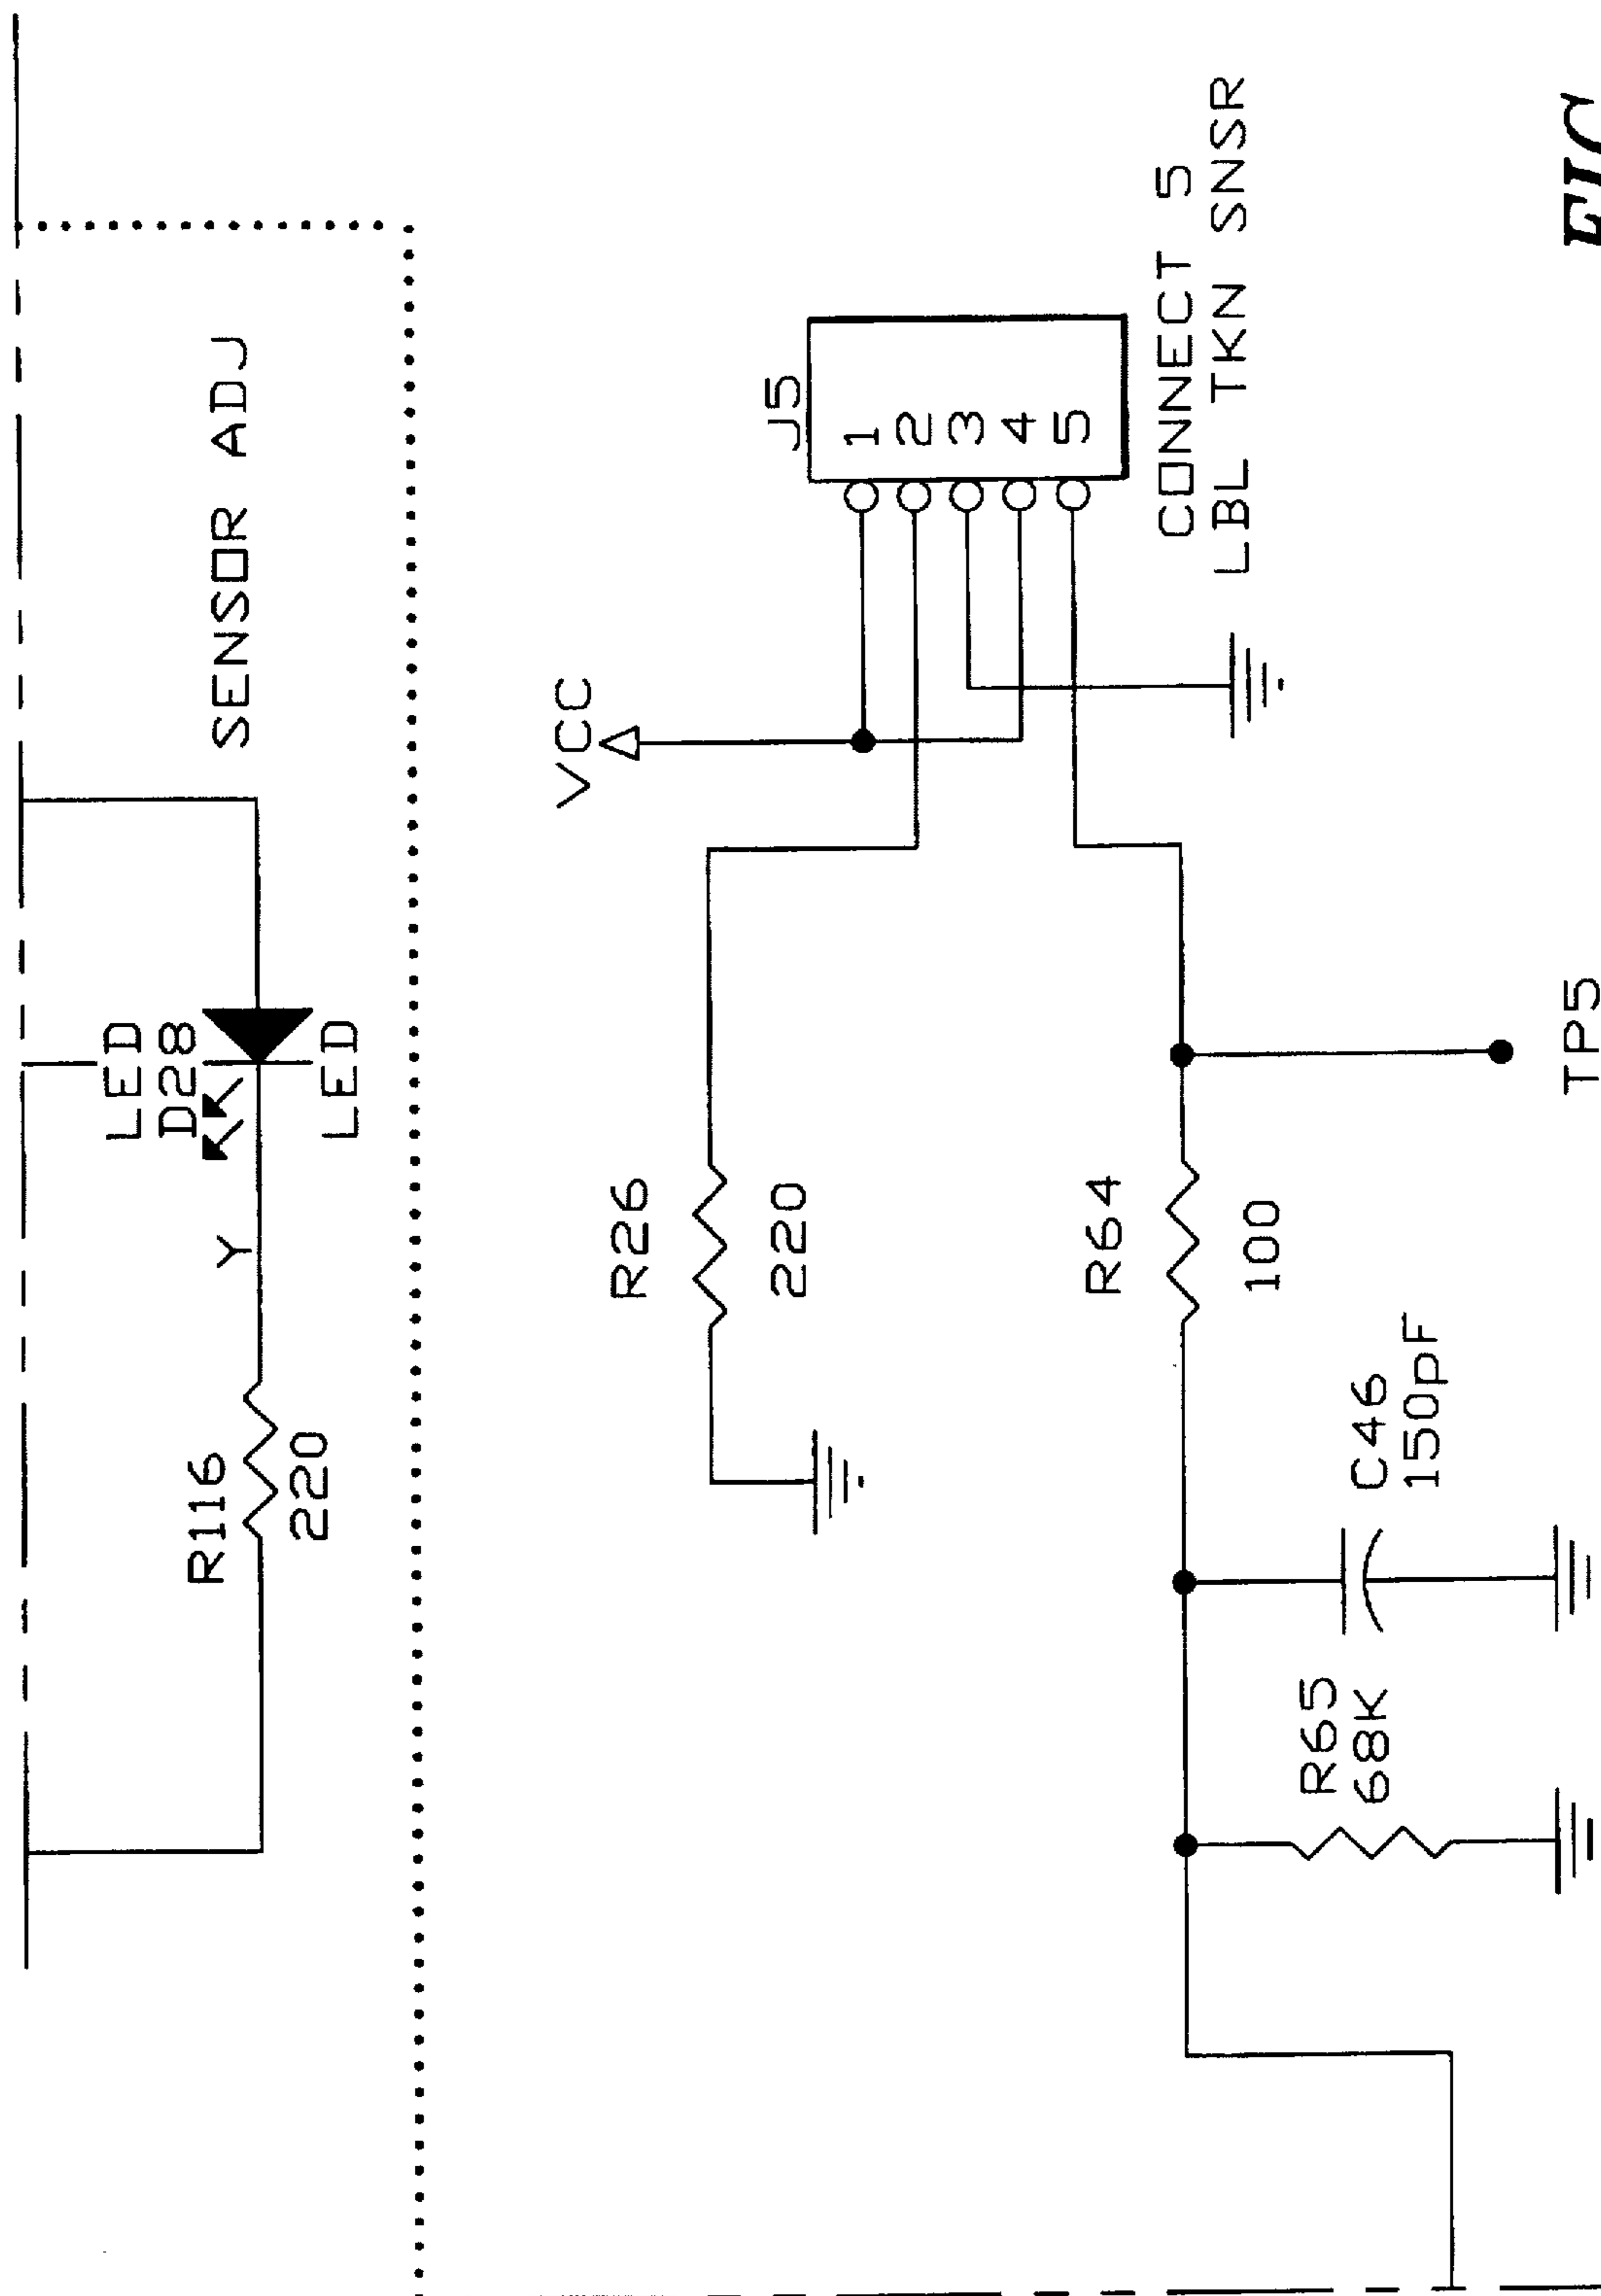 LED
D28
LED
Y
R116
220
SENSOR ADJ
VCC
R26
220
J5
1
2
3
4
5
CONNECT 5
LBL TKN SNSR
R64
100
C46
150pF
R65
68K
TP5